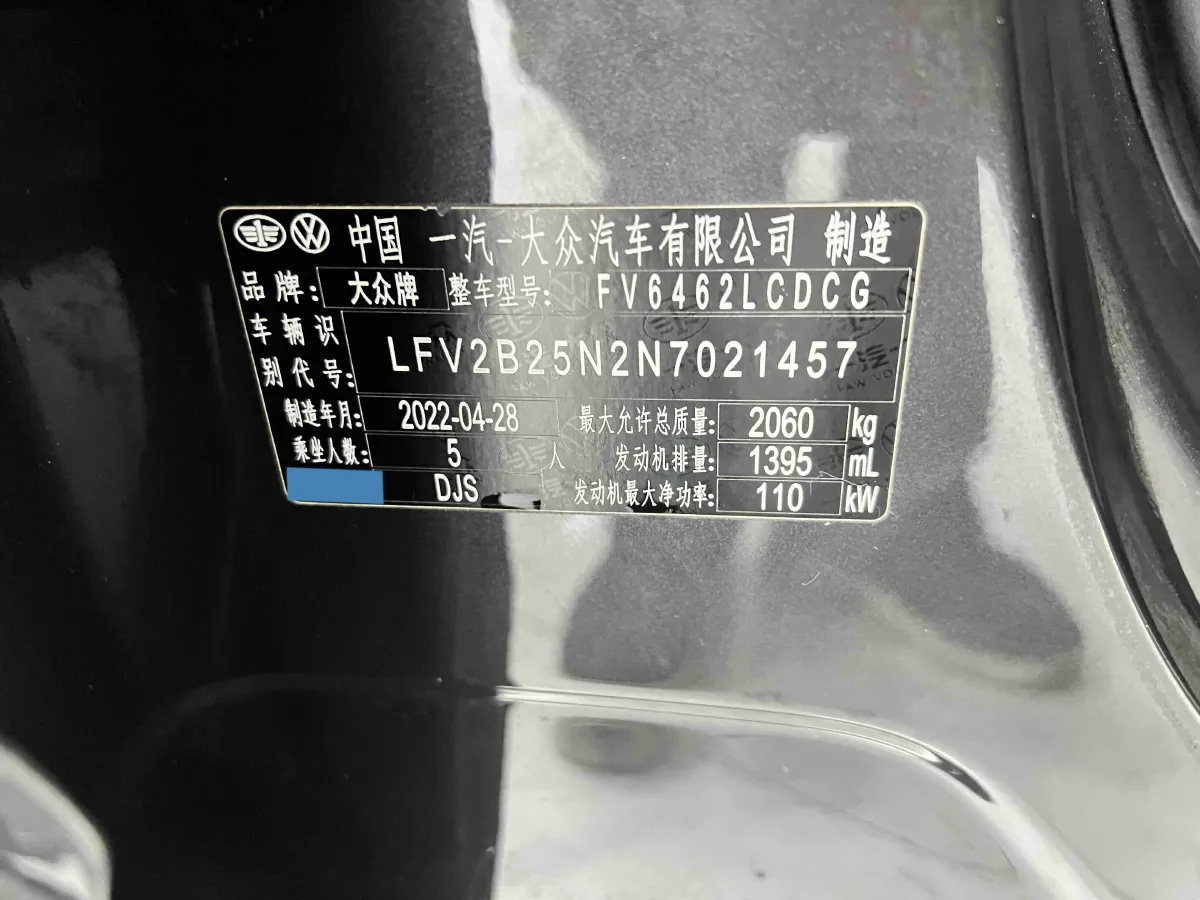 中国 一汽-大众汽车有限公司 制造
品牌: 大众牌 整车型号: FV6462LCDCG
车辆识别代号: LFV2B25N2N7021457
制造年月: 2022-04-28 最大允许总质量: 2060 kg
乘坐人数: 5 人 发动机排量: 1395 mL
DJS 发动机最大净功率: 110 kW